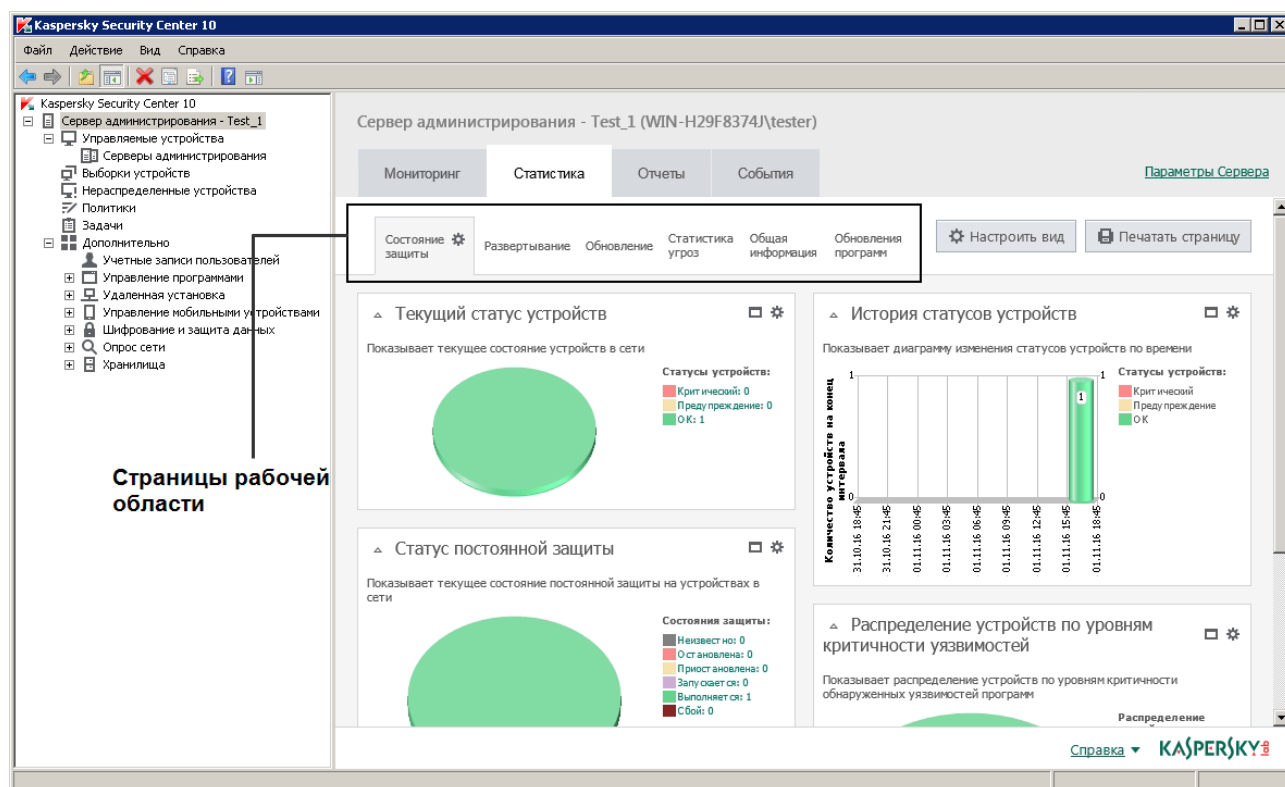 Kaspersky Security Center 10
Файл Действие Вид Справка
Kaspersky Security Center 10
Сервер администрирования - Test_1
Управляемые устройства
Серверы администрирования
Выборки устройств
Нераспределенные устройства
Политики
Задачи
Дополнительно
Учетные записи пользователей
Управление программами
Удаленная установка
Управление мобильными устройствами
Шифрование и защита данных
Опрос сети
Хранилища
Страницы рабочей
области
Сервер администрирования - Test_1 (WIN-H29F8374J\tester)
Мониторинг Статистика Отчеты События
Параметры Сервера
Состояние
защиты
Развертывание
Обновление
Статистика
угроз
Общая
информация
Обновления
программ
Настроить вид
Печатать страницу
Текущий статус устройств
Показывает текущее состояние устройств в сети
Статусы устройств:
Критический: 0
Предупреждение: 0
OK: 1
История статусов устройств
Показывает диаграмму изменения статусов устройств по времени
Количество устройств на конец
интервала
1
0
1
1
0
31.10.16 18:45
31.10.16 21:45
01.11.16 00:45
01.11.16 03:45
01.11.16 06:45
01.11.16 09:45
01.11.16 12:45
01.11.16 15:45
01.11.16 18:45
Статусы устройств:
Критический
Предупреждение
OK
Статус постоянной защиты
Показывает текущее состояние постоянной защиты на устройствах в
сети
Состояния защиты:
Неизвестно: 0
Остановлена: 0
Приостановлена: 0
Запускается: 0
Выполняется: 1
Сбой: 0
Распределение устройств по уровням
критичности уязвимостей
Показывает распределение устройств по уровням критичности
обнаруженных уязвимостей программ
Распределение
Справка
KASPERSKY lab